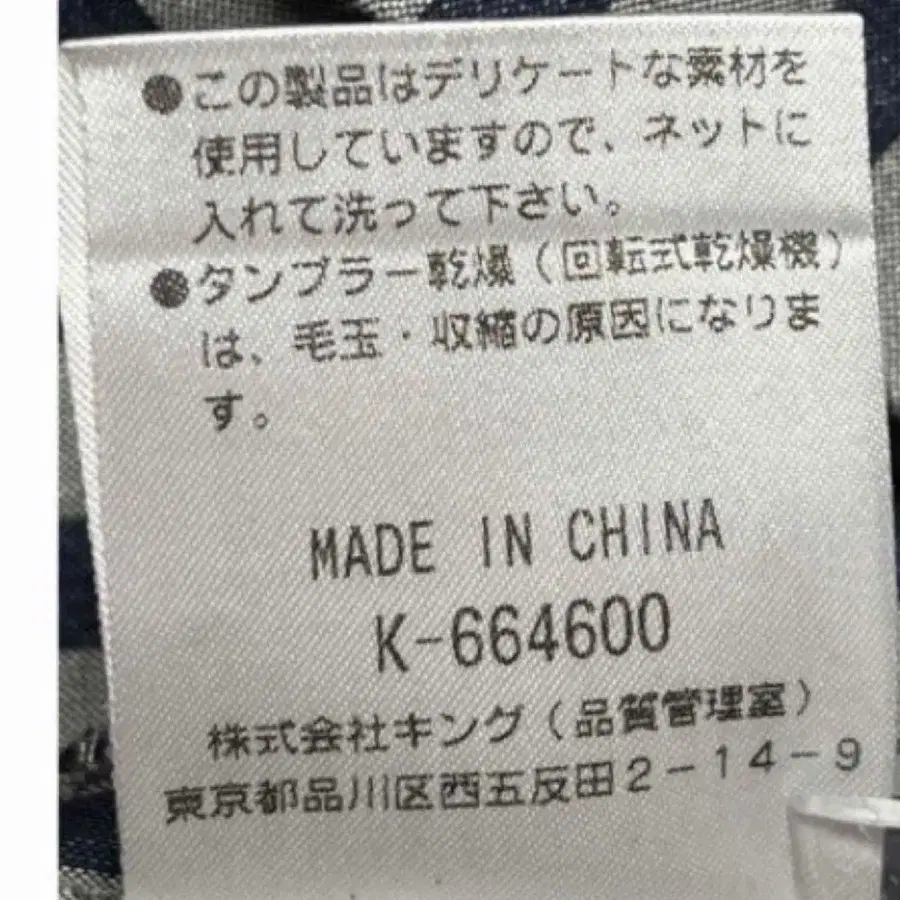 ●この製品はデリケートな素材を
使用していますので、ネットに
入れて洗って下さい。
●タンブラー乾燥（回転式乾燥機）
は、毛玉・収縮の原因になりま
す。
MADE IN CHINA
K-664600
株式会社キング（品質管理室）
東京都品川区西五反田2-14-9